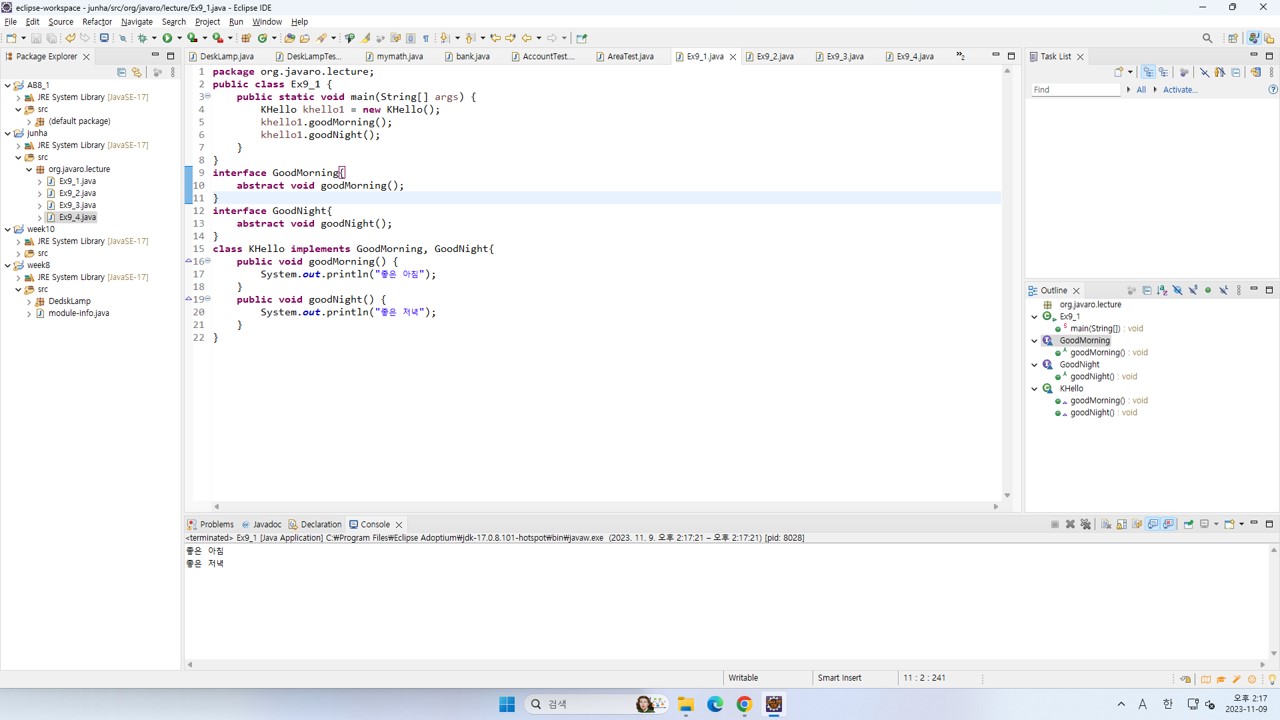 eclipse-workspace - junha/src/org/javaro/lecture/Ex9_1.java - Eclipse IDE
File Edit Source Refactor Navigate Search Project Run Window Help
Package Explorer
A88_1
JRE System Library [JavaSE-17]
src
(default package)
junha
JRE System Library [JavaSE-17]
src
org.javaro.lecture
Ex9_1.java
Ex9_2.java
Ex9_3.java
Ex9_4.java
week10
JRE System Library [JavaSE-17]
src
week8
JRE System Library [JavaSE-17]
src
DedskLamp
module-info.java
DeskLamp.java DeskLampTes... mymath.java bank.java AccountTest... AreaTest.java Ex9_1.java Ex9_2.java Ex9_3.java Ex9_4.java »2
1 package org.javaro.lecture;
2 public class Ex9_1 {
3 public static void main(String[] args) {
4 KHello khello1 = new KHello();
5 khello1.goodMorning();
6 khello1.goodNight();
7 }
8 }
9 interface GoodMorning{
10 abstract void goodMorning();
11 }
12 interface GoodNight{
13 abstract void goodNight();
14 }
15 class KHello implements GoodMorning, GoodNight{
16 public void goodMorning() {
17 System.out.println("좋은 아침");
18 }
19 public void goodNight() {
20 System.out.println("좋은 저녁");
21 }
22 }
Task List
Find All Activate...
Outline
org.javaro.lecture
Ex9_1
main(String[]) : void
GoodMorning
goodMorning() : void
GoodNight
goodNight() : void
KHello
goodMorning() : void
goodNight() : void
Problems Javadoc Declaration Console
<terminated> Ex9_1 [Java Application] C:₩Program Files₩Eclipse Adoptium₩jdk-17.0.8.101-hotspot₩bin₩javaw.exe (2023. 11. 9. 오후 2:17:21 – 오후 2:17:21) [pid: 8028]
좋은 아침
좋은 저녁
Writable Smart Insert 11 : 2 : 241
검색
A 한 오후 2:17
2023-11-09